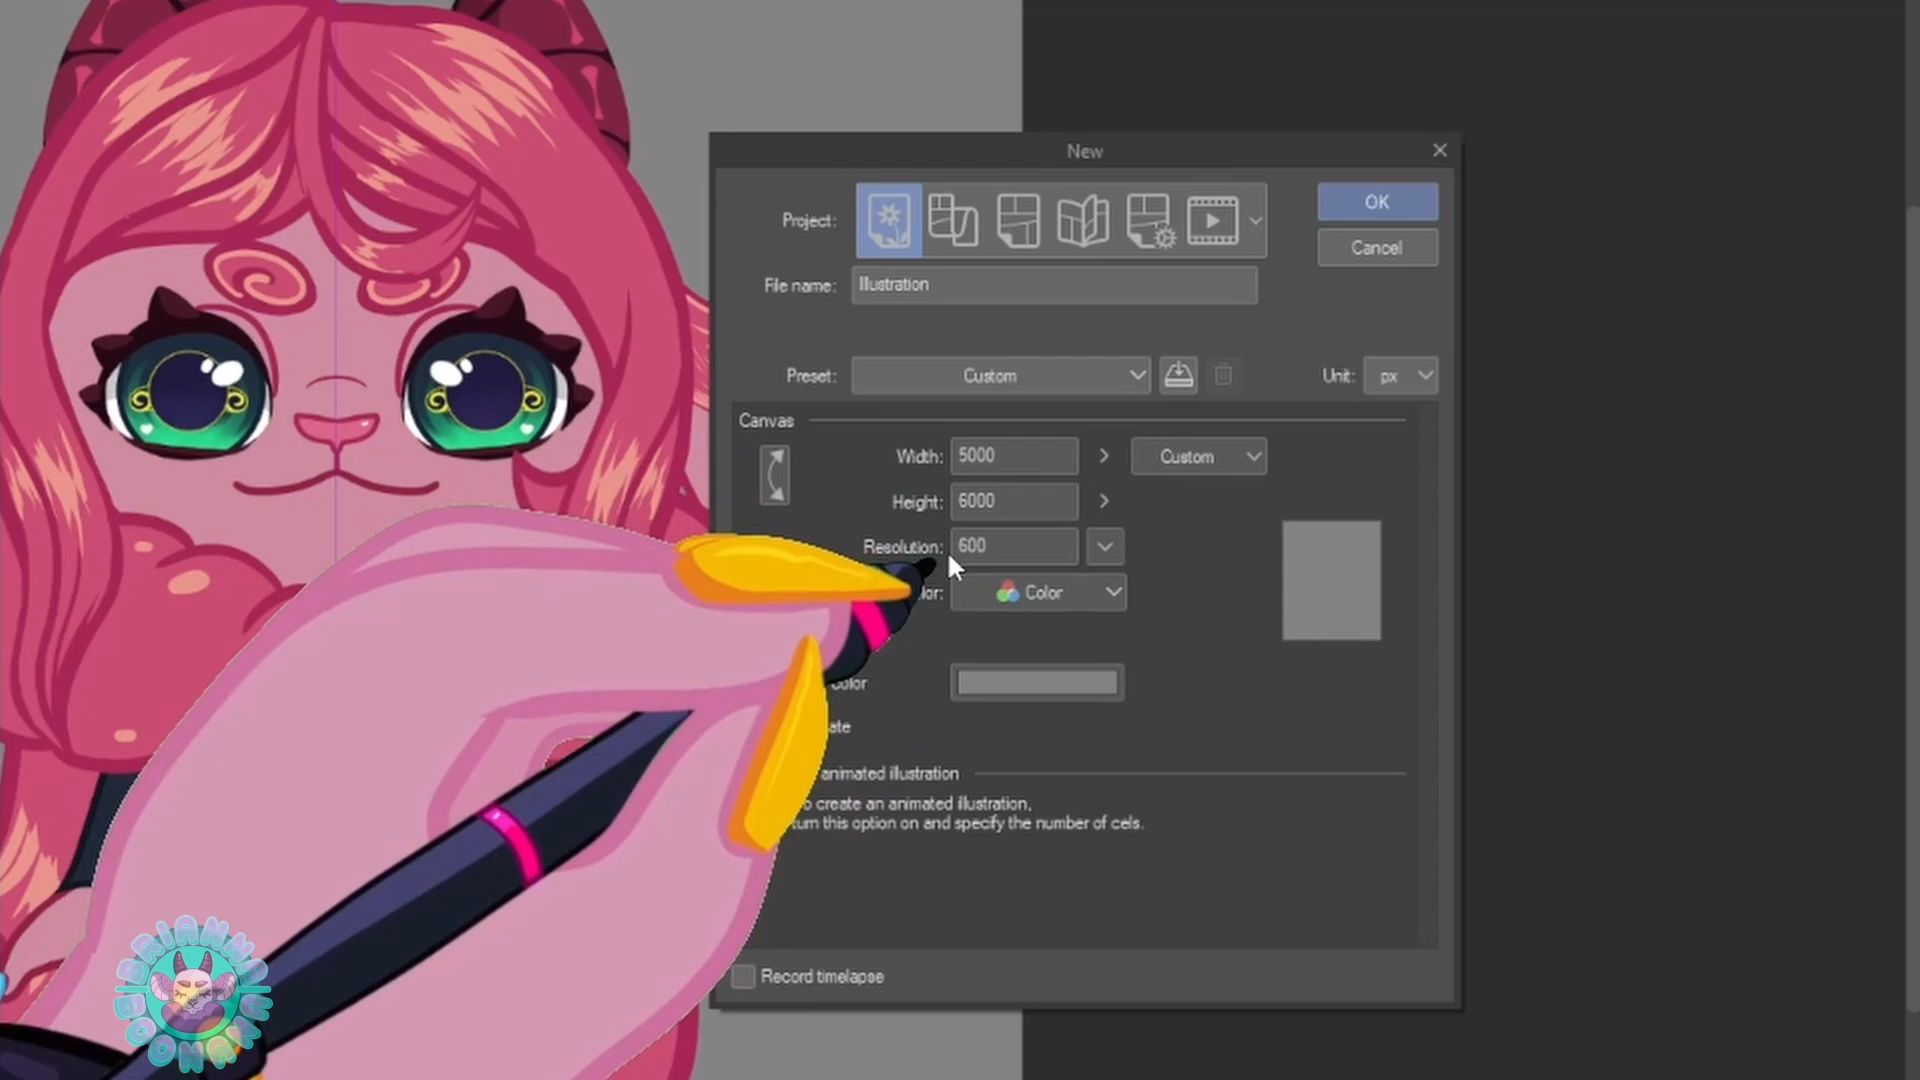 New
Project:
OK
Cancel
File name: Illustration
Preset: Custom
Unit: px
Canvas
Width: 5000 Custom
Height: 6000
Resolution: 600
Color
animated illustration
create an animated illustration,
this option on and specify the number of cels.
Record timelapse